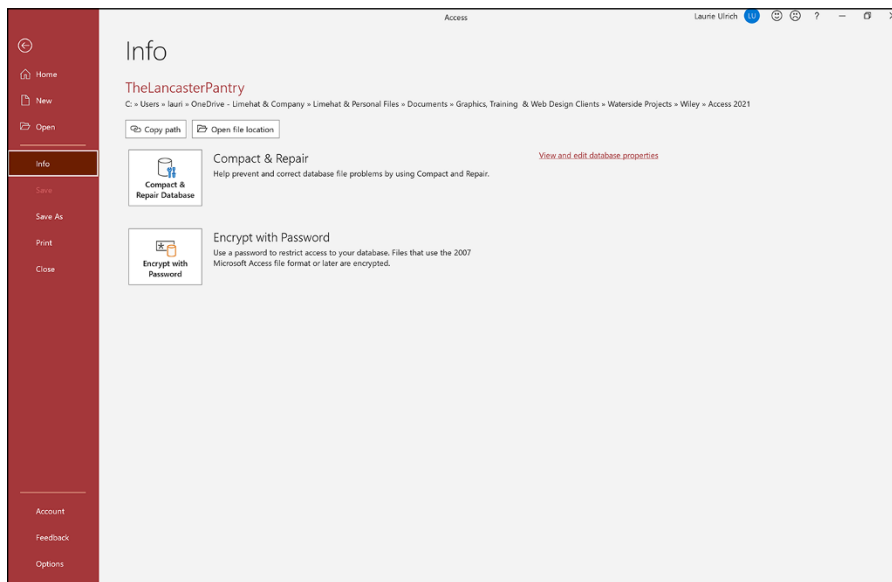 Access
Laurie Ulrich
LU
?
Home
New
Open
Info
Save
Save As
Print
Close
Account
Feedback
Options
Info
TheLancasterPantry
C: » Users » lauri » OneDrive - Limehat & Company » Limehat & Personal Files » Documents » Graphics, Training & Web Design Clients » Waterside Projects » Wiley » Access 2021
Copy path
Open file location
Compact &
Repair Database
Compact & Repair
Help prevent and correct database file problems by using Compact and Repair.
View and edit database properties
Encrypt with
Password
Encrypt with Password
Use a password to restrict access to your database. Files that use the 2007
Microsoft Access file format or later are encrypted.